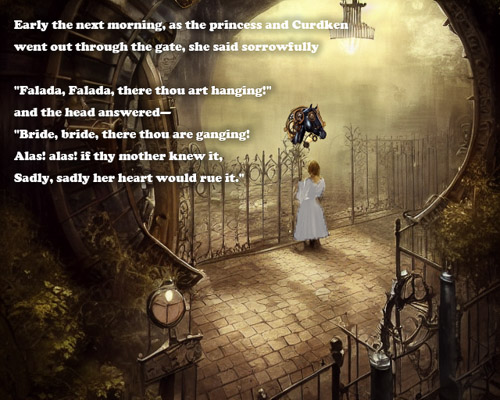 Early the next morning, as the princess and Curdken
went out through the gate, she said sorrowfully
"Falada, Falada, there thou art hanging!"
and the head answered—
"Bride, bride, there thou are ganging!
Alas! alas! if thy mother knew it,
Sadly, sadly her heart would rue it."